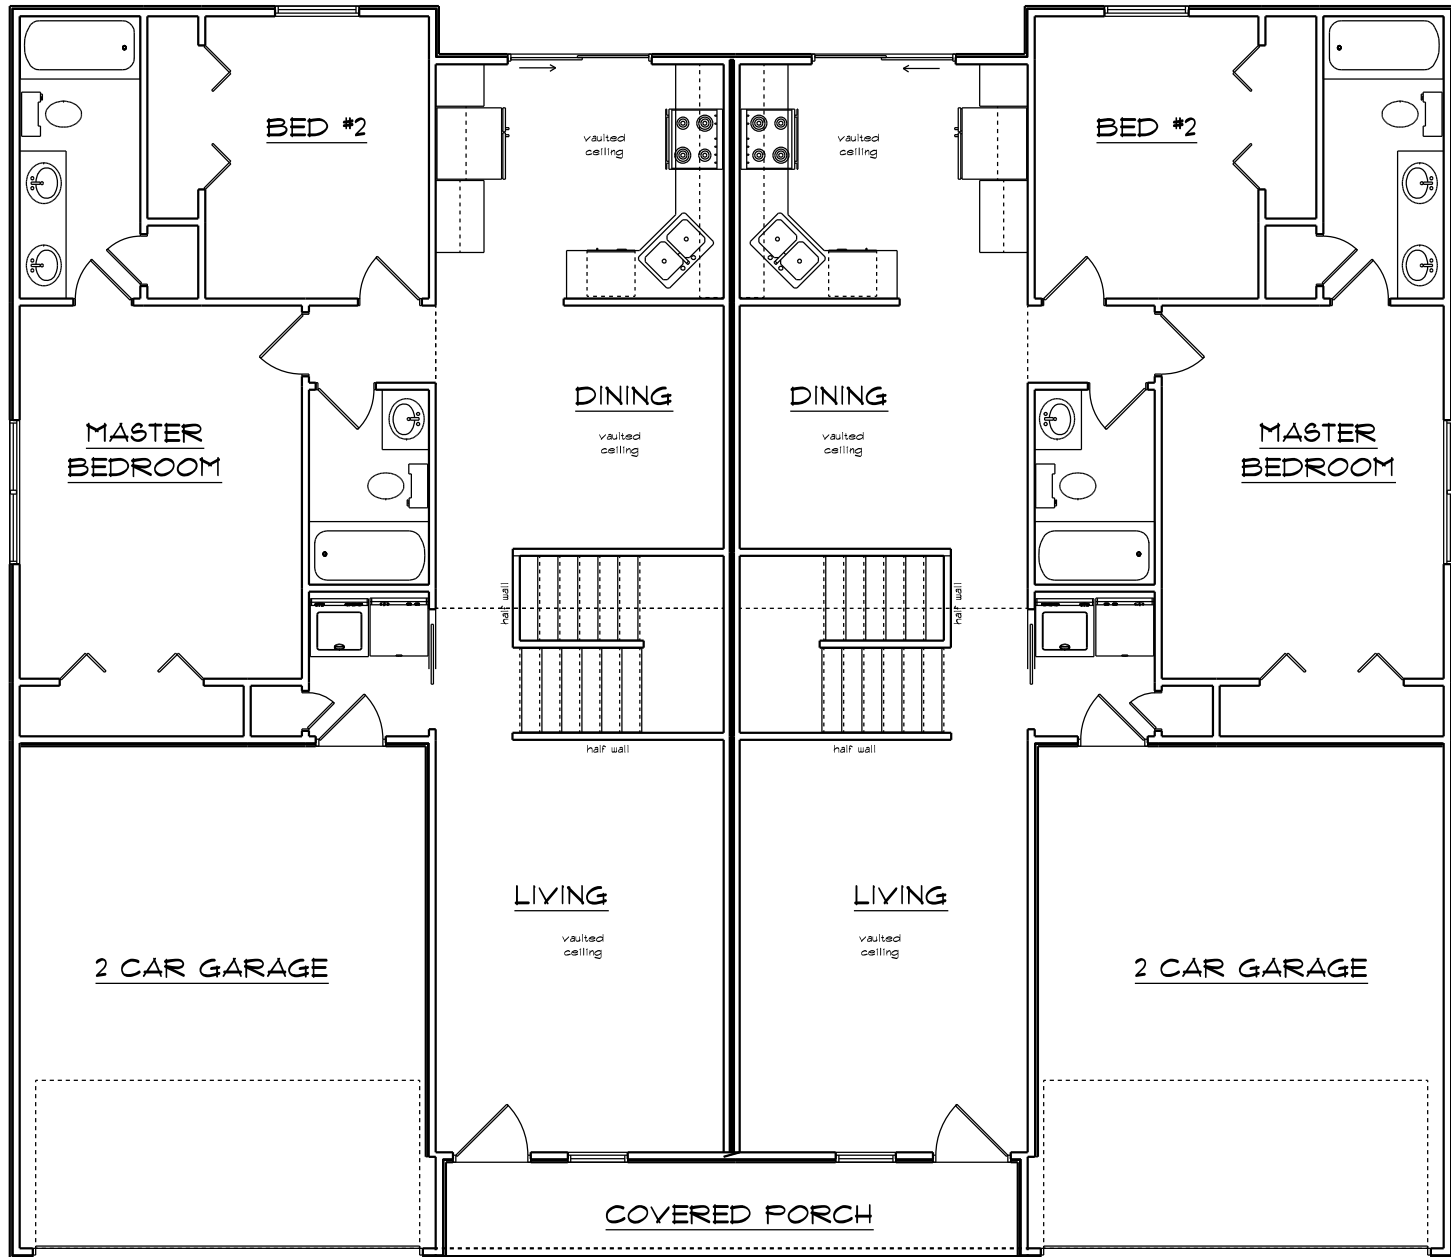 BED #2
BED #2
vaulted
ceiling
vaulted
ceiling
DINING
DINING
vaulted
ceiling
vaulted
ceiling
MASTER
BEDROOM
MASTER
BEDROOM
half wall
half wall
half wall
half wall
LIVING
LIVING
vaulted
ceiling
vaulted
ceiling
2 CAR GARAGE
2 CAR GARAGE
COVERED PORCH